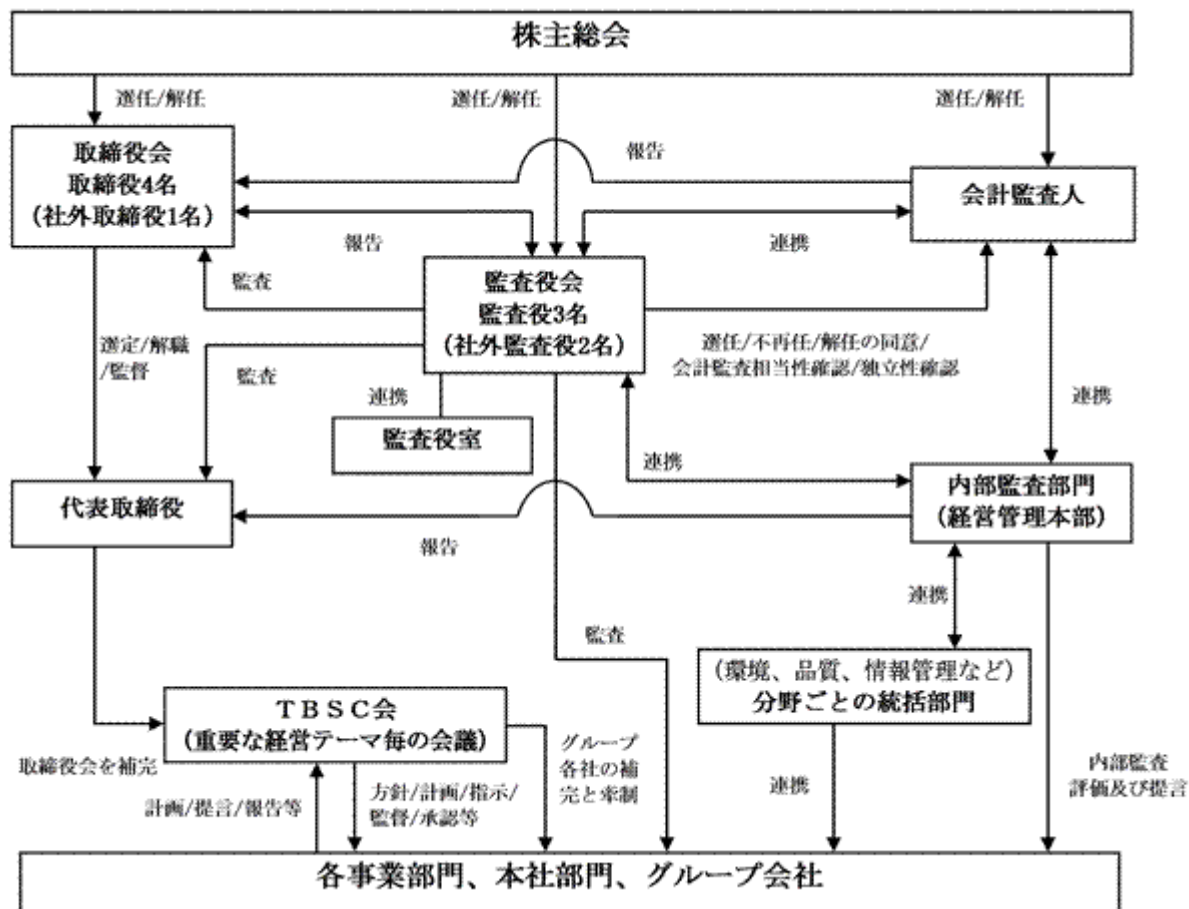 株主総会
選任/解任
選任/解任
選任/解任
取締役会
取締役4名
(社外取締役1名)
報告
会計監査人
報告
連携
監査
監査役会
監査役3名
(社外監査役2名)
選任/不再任/解任の同意/
会計監査相当性確認/独立性確認
選定/解職
/監督
監査
連携
監査役室
連携
連携
代表取締役
内部監査部門
(経営管理本部)
報告
連携
監査
(環境、品質、情報管理など)
分野ごとの統括部門
TBSC会
(重要な経営テーマ毎の会議)
取締役会を補完
グループ
各社の補
完と牽制
計画/提言/報告等
方針/計画/指示/
監督/承認等
連携
内部監査
評価及び提言
各事業部門、本社部門、グループ会社